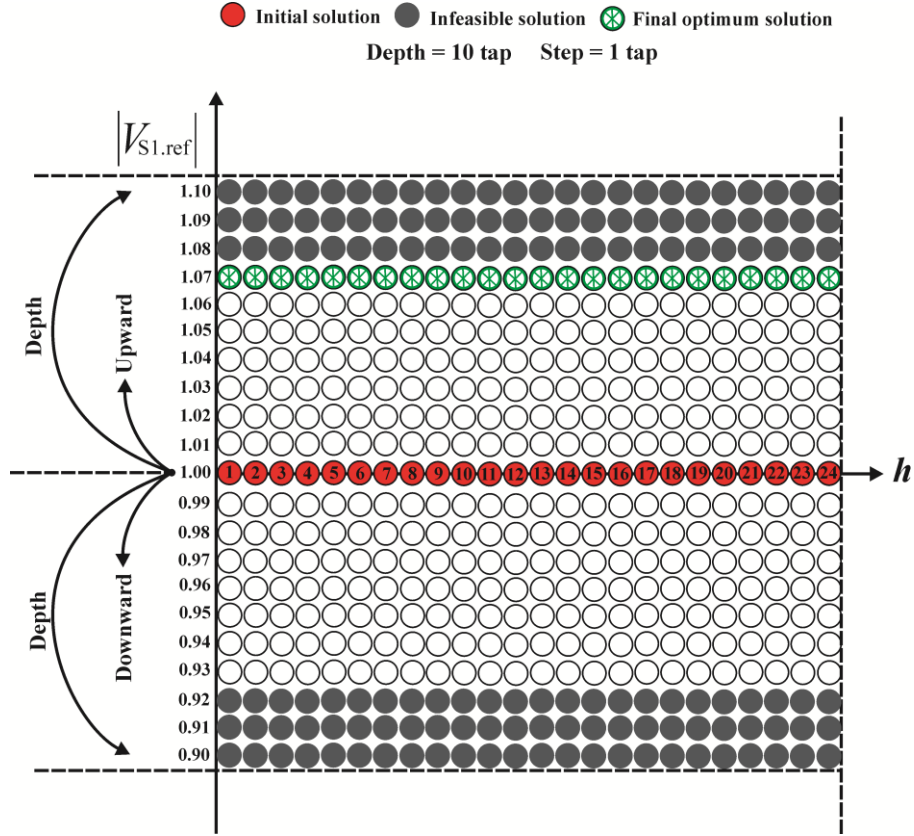 Initial solution Infeasible solution Final optimum solution
Depth = 10 tap Step = 1 tap
|V_S1.ref|
1.10
1.09
1.08
1.07
1.06
1.05
1.04
1.03
1.02
1.01
1.00 1 2 3 4 5 6 7 8 9 10 11 12 13 14 15 16 17 18 19 20 21 22 23 24 h
0.99
0.98
0.97
0.96
0.95
0.94
0.93
0.92
0.91
0.90
Depth
Upward
Depth
Downward